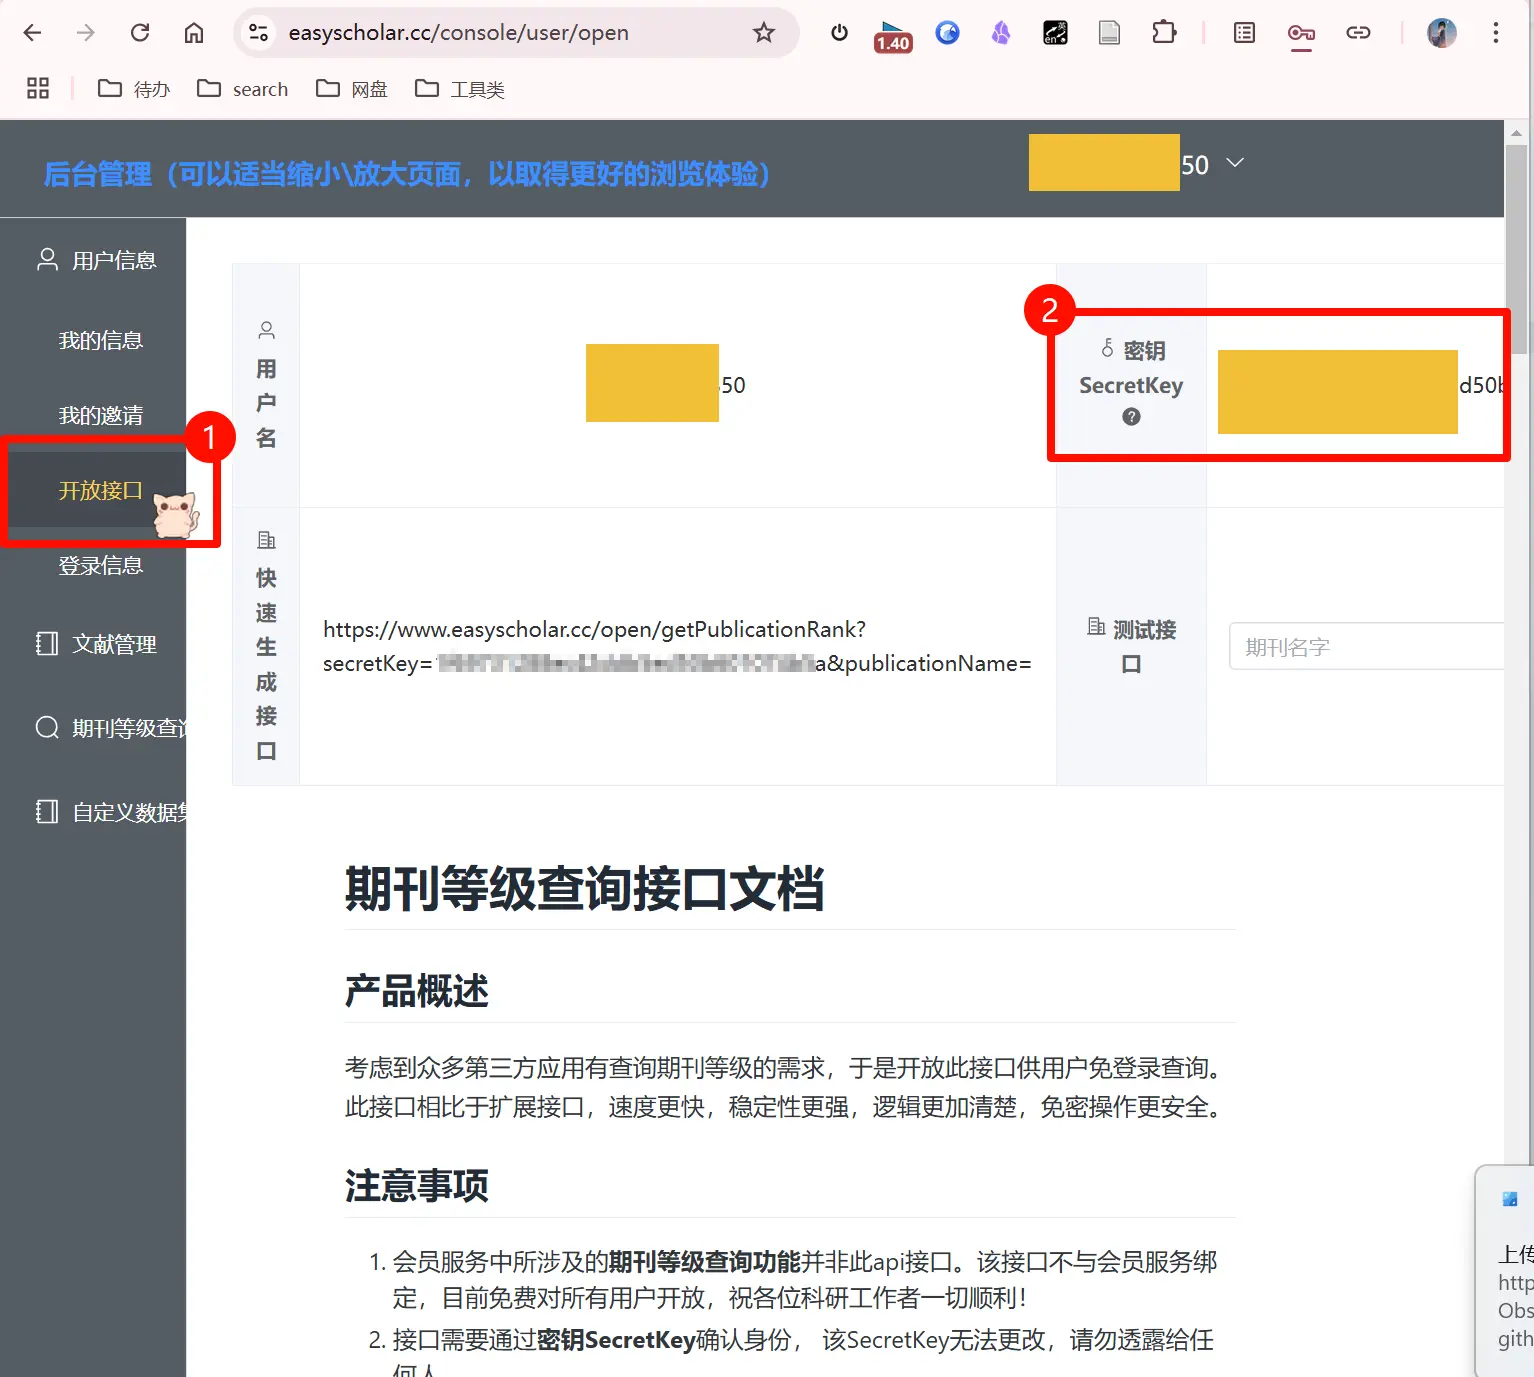 easyscholar.cc/console/user/open
1.40
待办
search
网盘
工具类
后台管理（可以适当缩小\放大页面，以取得更好的浏览体验）
50
用户信息
我的信息
我的邀请
1
开放接口
登录信息
文献管理
期刊等级查询
自定义数据集
用户名
50
2
密钥
SecretKey
?
d50b
快速生成接口
https://www.easyscholar.cc/open/getPublicationRank?
secretKey=
a&publicationName=
测试接
口
期刊名字
期刊等级查询接口文档
产品概述
考虑到众多第三方应用有查询期刊等级的需求，于是开放此接口供用户免登录查询。
此接口相比于扩展接口，速度更快，稳定性更强，逻辑更加清楚，免密操作更安全。
注意事项
1. 会员服务中所涉及的期刊等级查询功能并非此api接口。该接口不与会员服务绑
定，目前免费对所有用户开放，祝各位科研工作者一切顺利！
2. 接口需要通过密钥SecretKey确认身份， 该SecretKey无法更改，请勿透露给任
何人
上传
http
Obs
gith